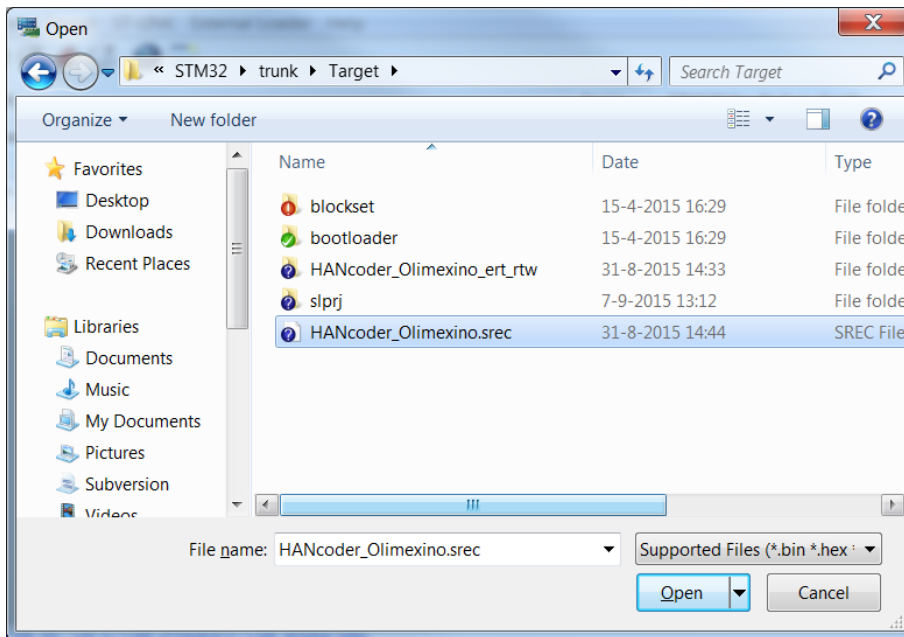 Open
« STM32 ▸ trunk ▸ Target ▸ Search Target
Organize New folder
Name Date Type
Favorites
Desktop
Downloads
Recent Places
Libraries
Documents
Music
My Documents
Pictures
Subversion
Videos
blockset 15-4-2015 16:29 File folde
bootloader 15-4-2015 16:29 File folde
HANcoder_Olimexino_ert_rtw 31-8-2015 14:33 File folde
slprj 7-9-2015 13:12 File folde
HANcoder_Olimexino.srec 31-8-2015 14:44 SREC File
File name: HANcoder_Olimexino.srec Supported Files (*.bin *.hex
Open Cancel